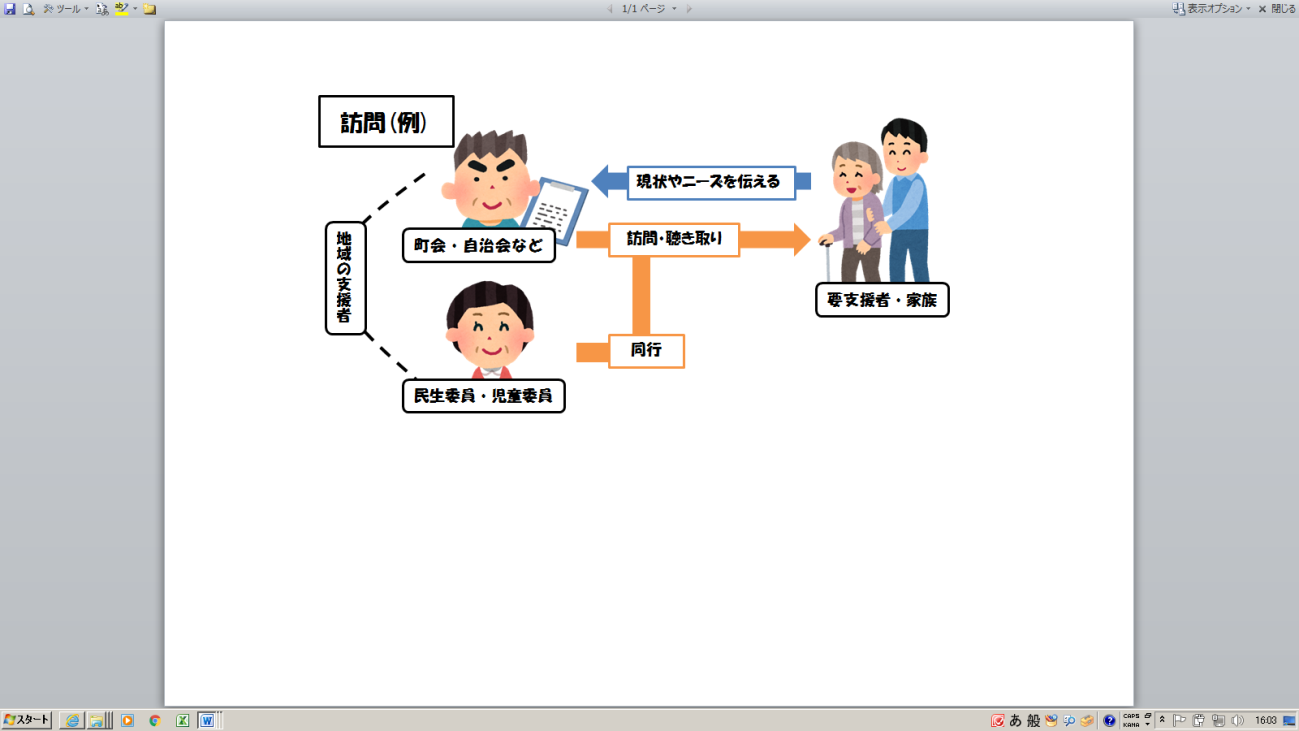 ツール
1/1 ページ
表示オプション
閉じる
訪問(例)
現状やニーズを伝える
訪問・聴き取り
町会・自治会など
地域の支援者
要支援者・家族
同行
民生委員・児童委員
スタート
あ 般
CAPS
KANA
16:03